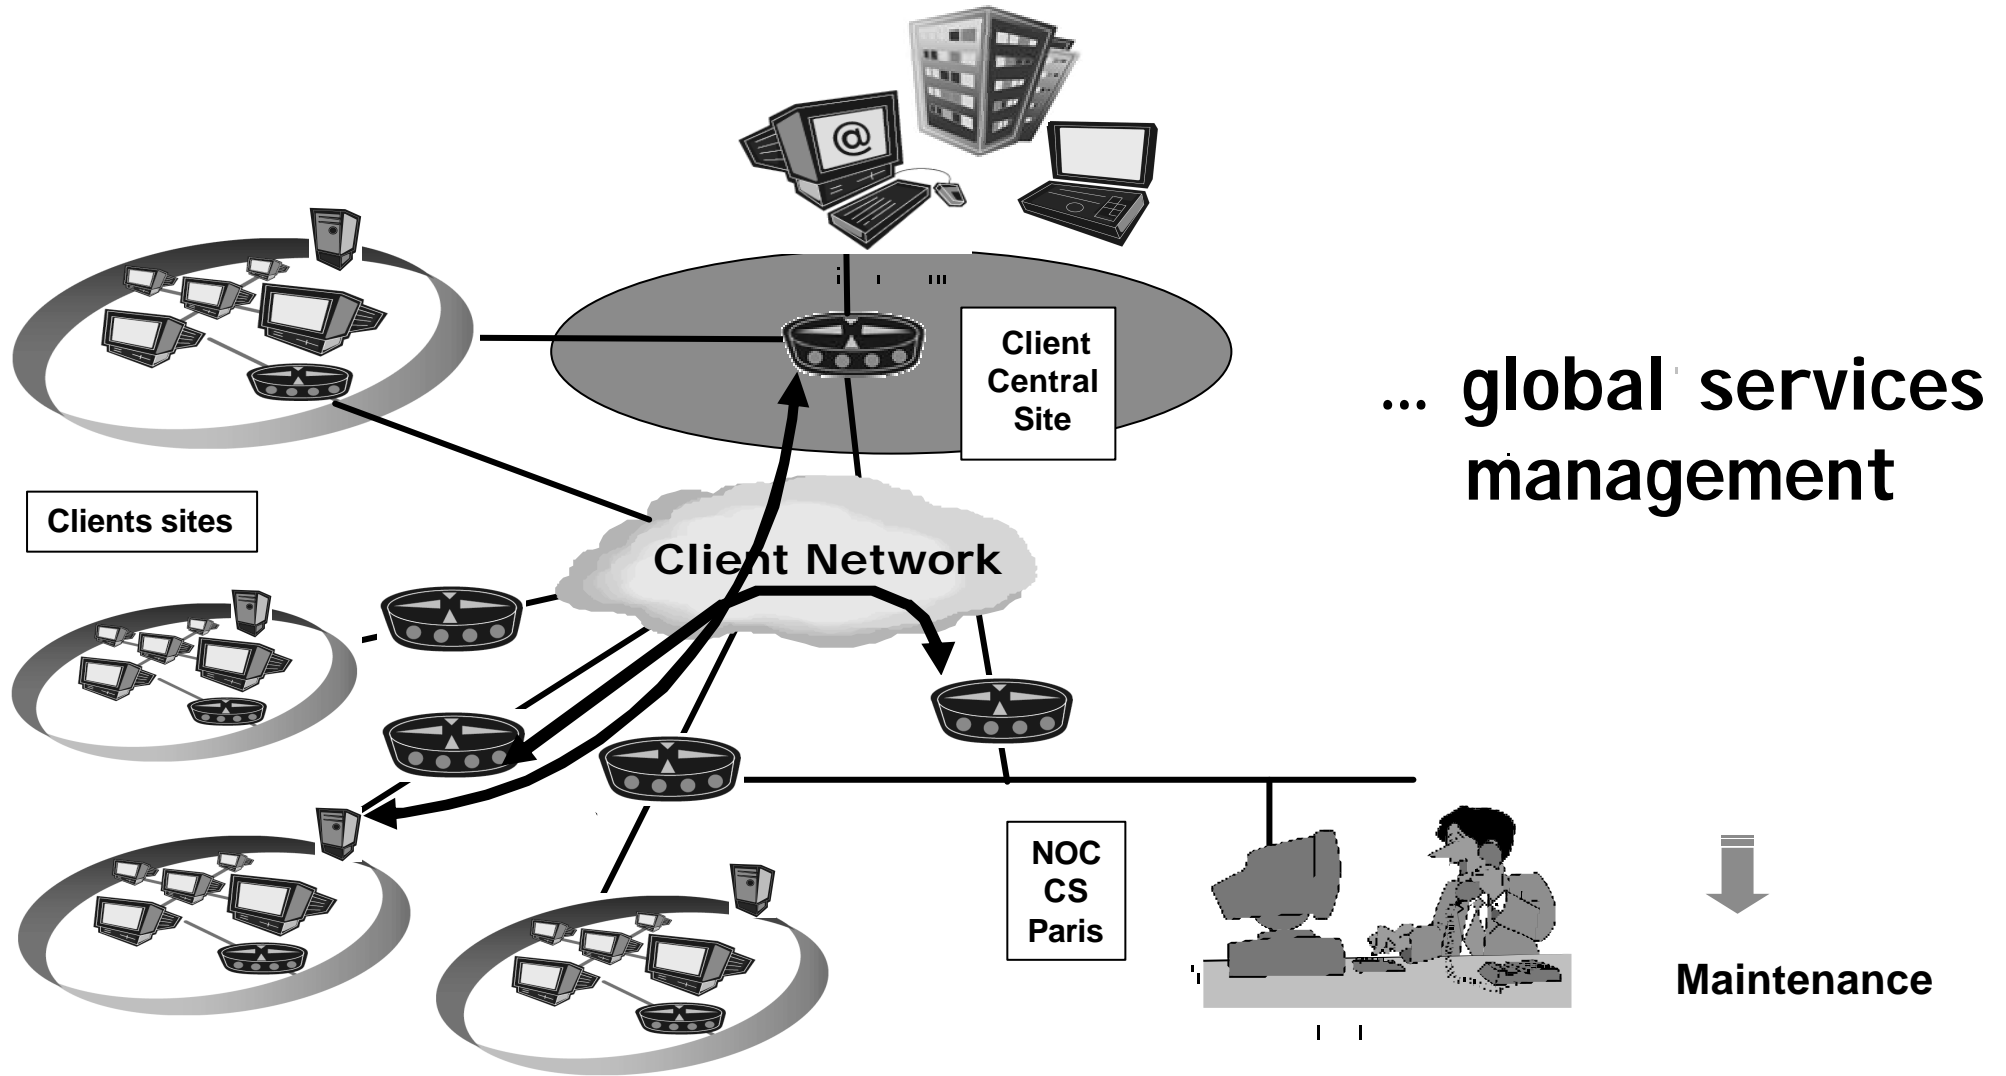 @
Client
Central
Site
... global services
management
Clients sites
Client Network
NOC
CS
Paris
Maintenance